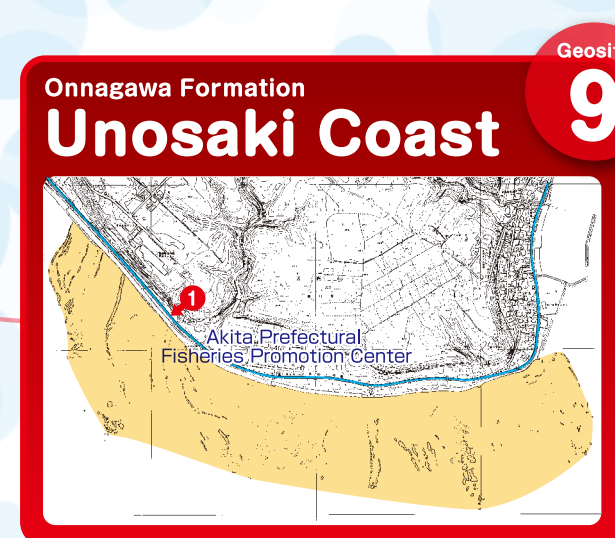 Geosit
9
Onnagawa Formation
Unosaki Coast
1
Akita Prefectural
Fisheries Promotion Center